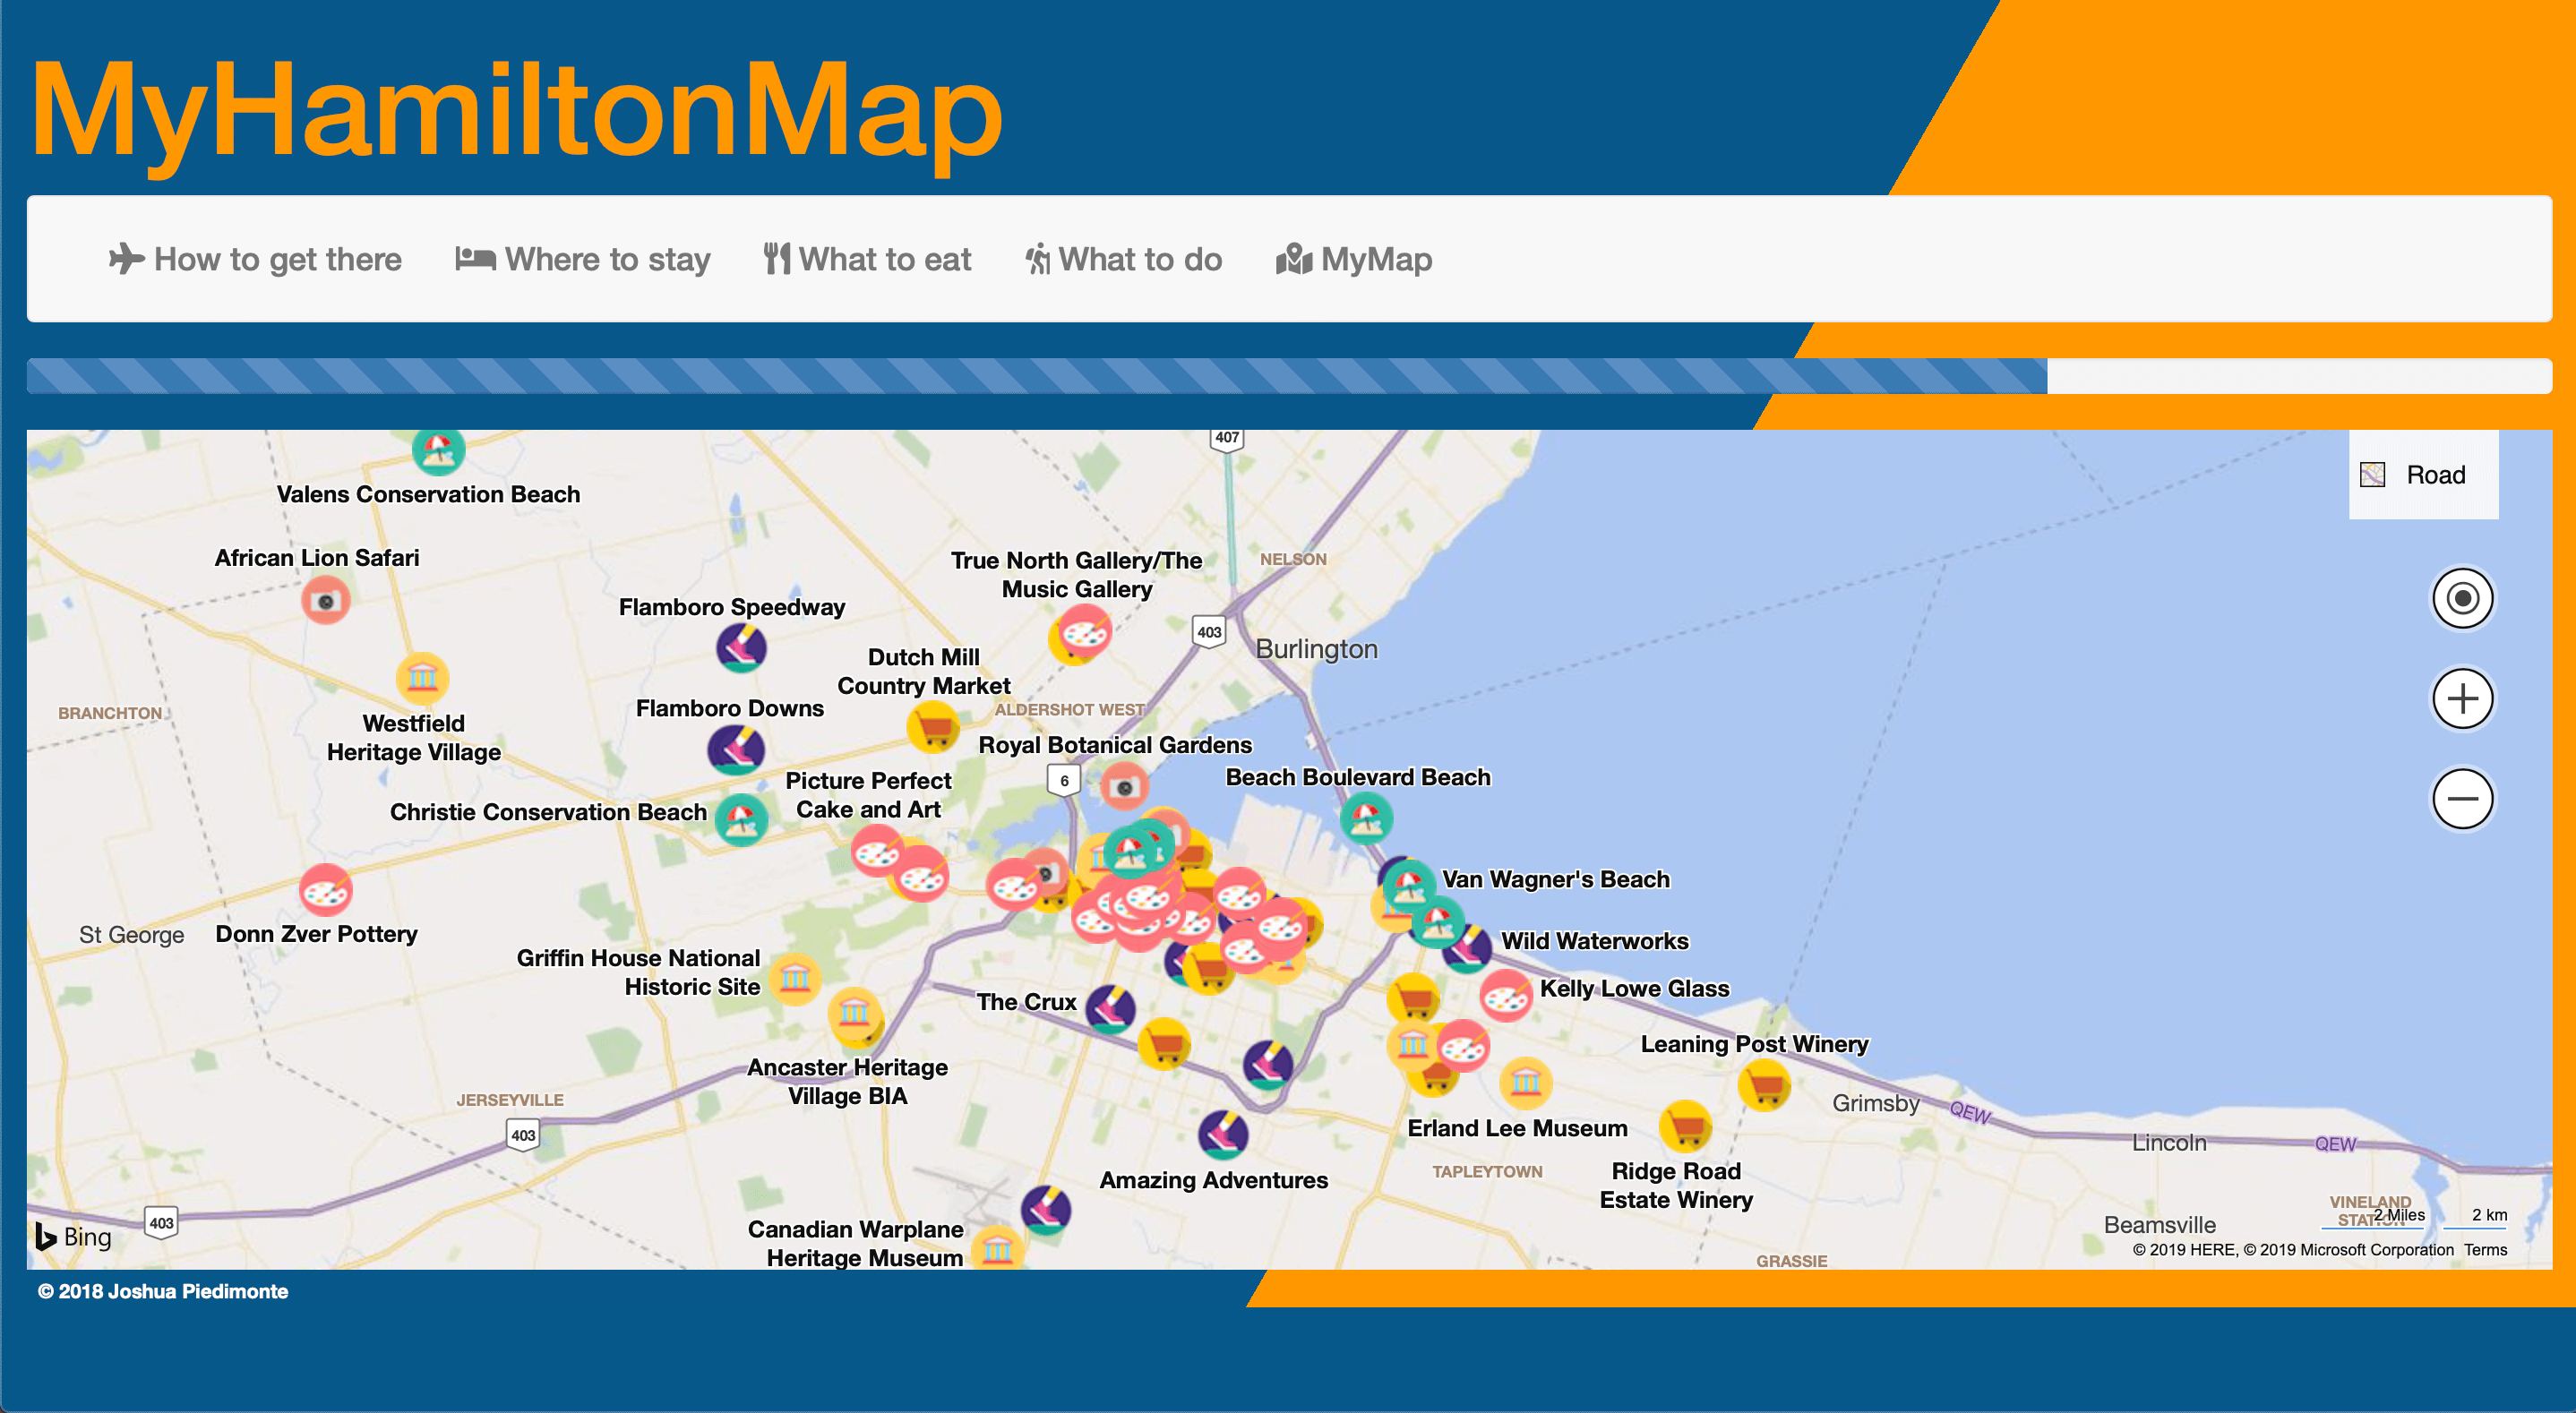 MyHamiltonMap
How to get there
Where to stay
What to eat
What to do
MyMap
407
Valens Conservation Beach
Road
African Lion Safari
True North Gallery/The
Music Gallery
NELSON
Flamboro Speedway
403
Burlington
Dutch Mill
Country Market
BRANCHTON
Westfield
Heritage Village
Flamboro Downs
ALDERSHOT WEST
Royal Botanical Gardens
Picture Perfect
Cake and Art
6
Beach Boulevard Beach
Christie Conservation Beach
Van Wagner's Beach
St George
Donn Zver Pottery
Griffin House National
Historic Site
Wild Waterworks
The Crux
Kelly Lowe Glass
Leaning Post Winery
Ancaster Heritage
Village BIA
JERSEYVILLE
403
Grimsby
QEW
Erland Lee Museum
Lincoln
QEW
Amazing Adventures
TAPLEYTOWN
Ridge Road
Estate Winery
403
Bing
Canadian Warplane
Heritage Museum
VINELAND
STATION
2 Miles
2 km
Beamsville
GRASSIE
© 2019 HERE, © 2019 Microsoft Corporation Terms
© 2018 Joshua Piedimonte